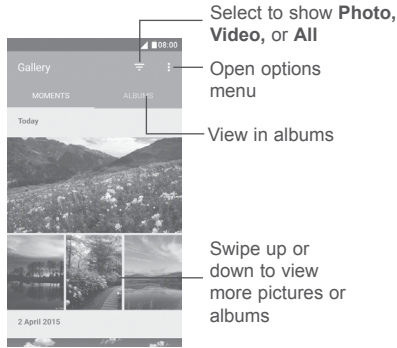 Select to show Photo,
Video, or All
08:00
Gallery
Open options
menu
MOMENTS
ALBUMS
Today
View in albums
Swipe up or
down to view
more pictures or
albums
2 April 2015